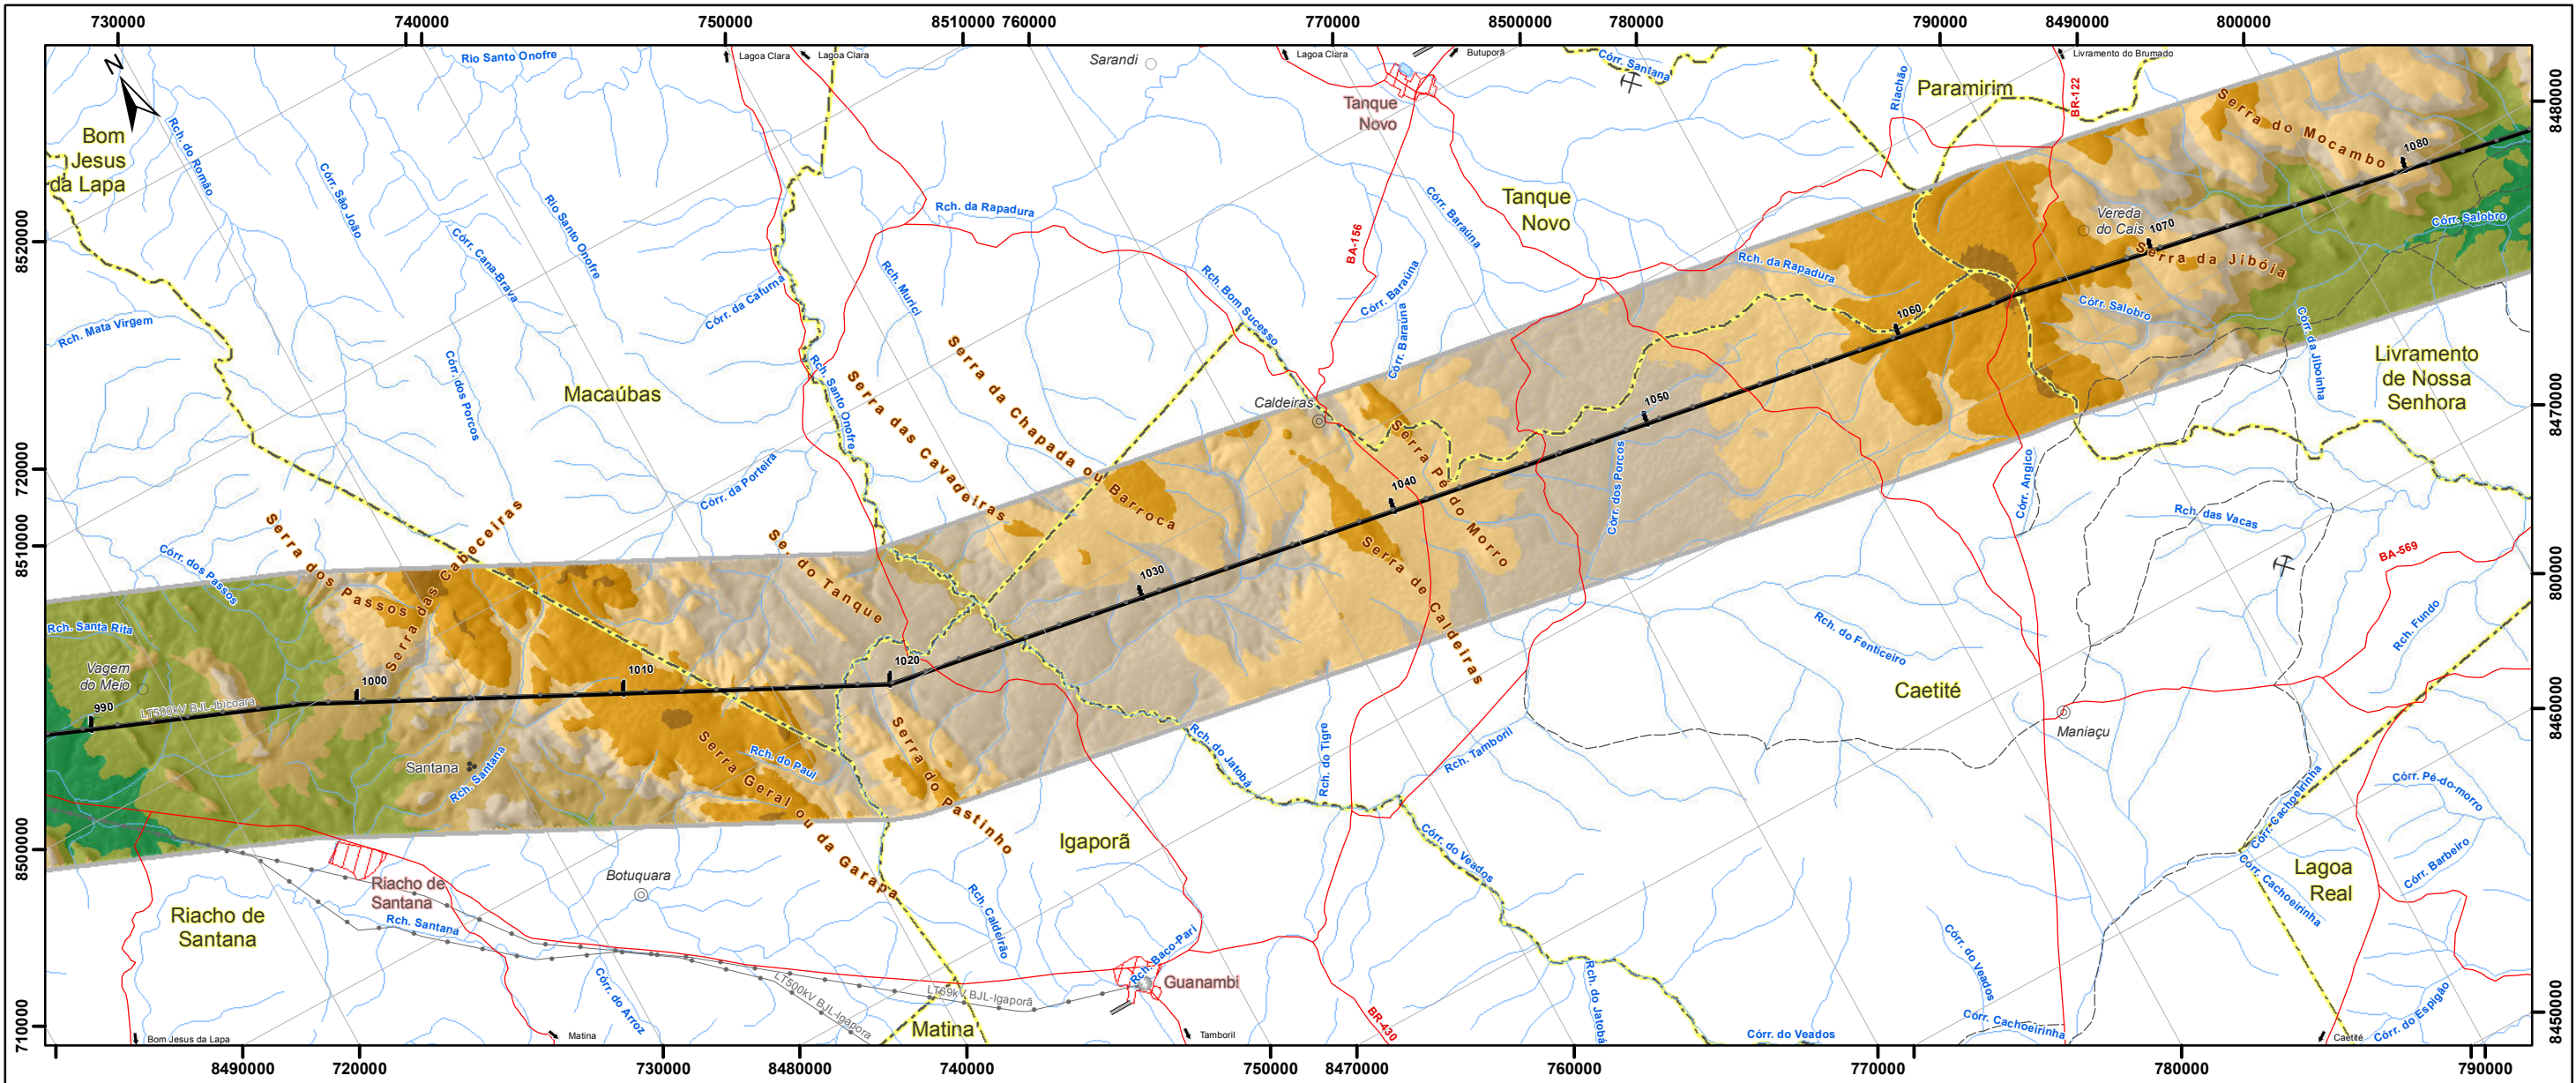 730000
740000
750000
8510000
760000
770000
8500000
780000
790000
8490000
800000
N
Rio Santo Onofre
Lagoa Clara
Lagoa Clara
Sarandi
Lagoa Clara
Butuporã
Córr. Santana
Riachão
Paramirim
BR-122
Livramento do Brumado
8480000
Bom
Jesus
da Lapa
Rch. do Romão
Córr. São João
Rio Santo Onofre
Córr. Cana-Brava
Tanque
Novo
Tanque
Novo
Serra do Mocambo
1080
Rch. da Rapadura
Córr. Baraúna
BA-156
Vereda
do Cais
1070
Serra da Jibóia
Córr. Salobro
8520000
Rch. Mata Virgem
Córr. dos Porcos
Córr. da Cafurna
Rch. Murici
Rch. Bom Sucesso
Córr. Baraúna
Córr. Baraúna
Rch. da Rapadura
1060
Córr. Salobro
Córr. da Jiboinha
Livramento
de Nossa
Senhora
8470000
Macaúbas
Rch. Santo Onofre
Serra das Cavadeiras
Serra da Chapada ou Barroca
Caldeiras
Serra Pé do Morro
1050
Córr. dos Porcos
Córr. Angico
Rch. das Vacas
BA-569
720000
8510000
Córr. da Porteira
Serra dos Passos
Serra das Cabeceiras
Córr. dos Passos
Se. do Tanque
1040
1030
Serra de Caldeiras
Rch. do Fenticeiro
Rch. Fundo
800000
Rch. Santa Rita
Vagem
do Meio
990
LT500kV BJL-Ibicoara
1000
1010
1020
Caetité
Maniaçu
8460000
Santana
Rch. Santana
Serra Geral ou da Garapa
Rch. do Paul
Serra do Pastinho
Rch. do Jatobá
Rch. do Tigre
Rch. Tamboril
Córr. Cachoeirinha
Córr. Pé-do-morro
8500000
Riacho de
Santana
Riacho de
Santana
Rch. Santana
Botuquara
Igaporã
Córr. do Veados
Córr. Cachoeirinha
Lagoa
Real
Córr. Barbeiro
790000
Rch. Caldeirão
Rch. Baco-Pari
Guanambi
Córr. do Arroz
LT500kV BJL-Igapora
LT69kV BJL-Igaporã
Matina
BR-430
Rch. do Jatobá
Córr. do Veados
Córr. do Veados
Córr. Cachoeirinha
Córr. do Espigão
8450000
710000
Bom Jesus da Lapa
Matina
Tamboril
Caetité
8490000
720000
730000
8480000
740000
750000
8470000
760000
770000
780000
790000